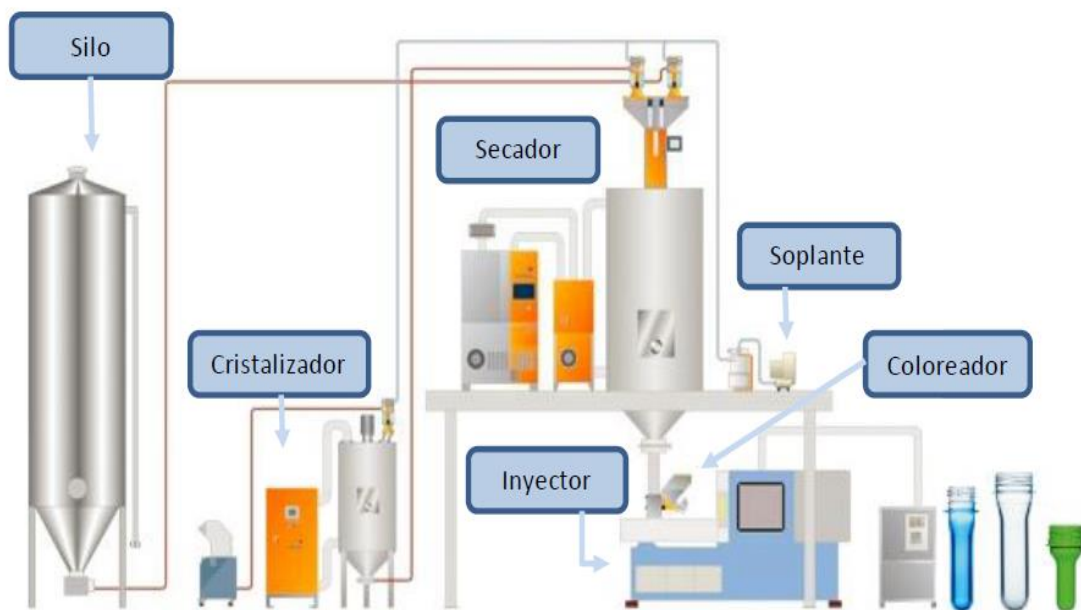 Silo
Secador
Soplante
Cristalizador
Coloreador
Inyector